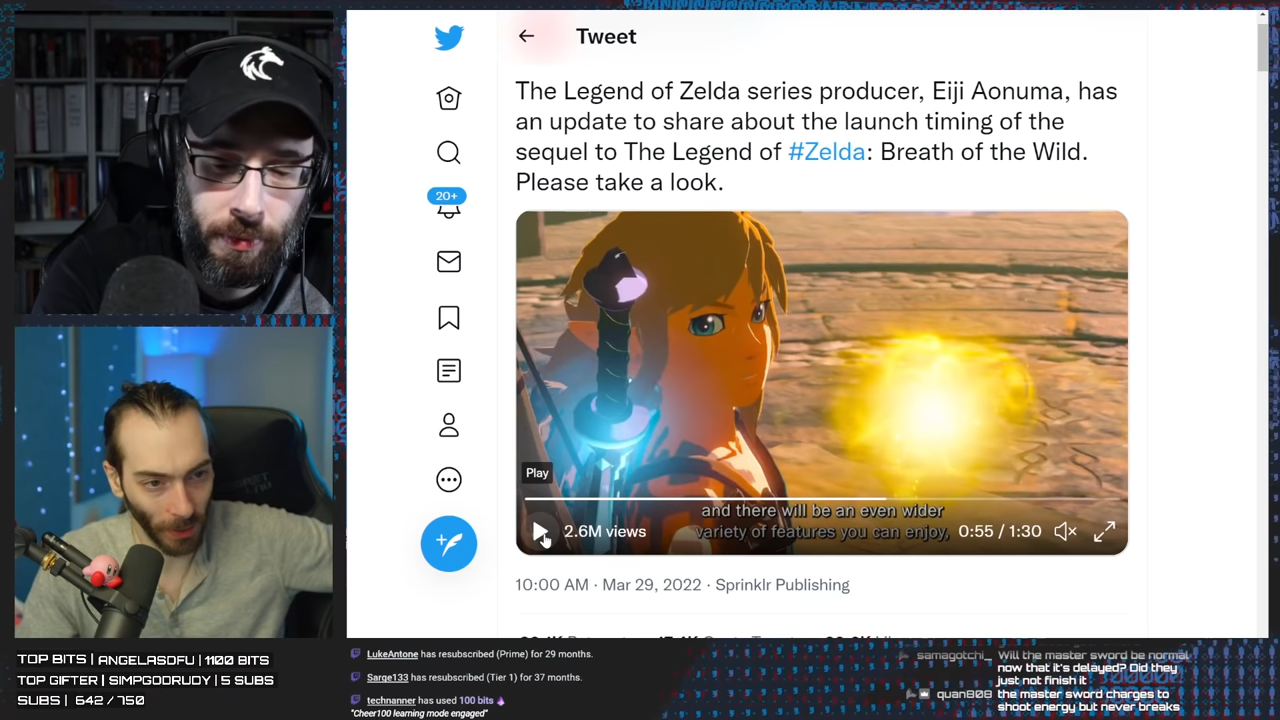 Tweet
The Legend of Zelda series producer, Eiji Aonuma, has
an update to share about the launch timing of the
sequel to The Legend of #Zelda: Breath of the Wild.
Please take a look.
20+
Play
and there will be an even wider
variety of features you can enjoy,
2.6M views
0:55 / 1:30
10:00 AM · Mar 29, 2022 · Sprinklr Publishing
TOP BITS | ANGELASDFU | 1100 BITS
TOP GIFTER | SIMPGODRUDY | 5 SUBS
SUBS | 642 / 750
LukeAntone has resubscribed (Prime) for 29 months.
Sarge133 has resubscribed (Tier 1) for 37 months.
technanner has used 100 bits
"Cheer100 learning mode engaged"
samagotchi_ Will the master sword be normal
now that it's delayed? Did they
just not finish it
quan808 the master sword charges to
shoot energy but never breaks